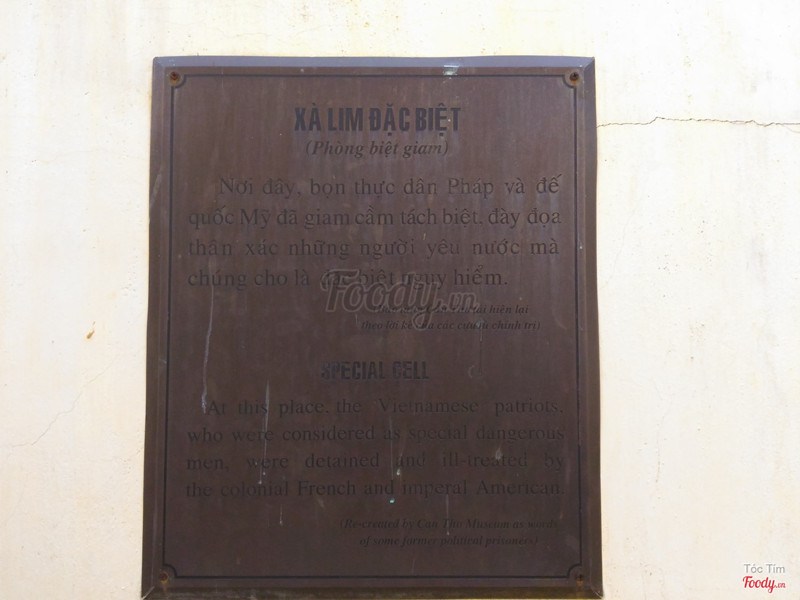 XÀ LIM ĐẶC BIỆT
(Phòng biệt giam)
Nơi đây, bọn thực dân Pháp và đế
quốc Mỹ đã giam cầm tách biệt, đày đọa
thân xác những người yêu nước mà
chúng cho là đặc biệt nguy hiểm.
Foody.vn
tái hiện lại
theo lời kể của các cựu tù chính trị)
SPECIAL CELL
At this place, the Vietnamese patriots,
who were considered as special dangerous
men, were detained and ill-treated by
the colonial French and imperal American
(Re-created by Can Tho Museum as words
of some former political prisoners)
Tóc Tím
Foody.vn